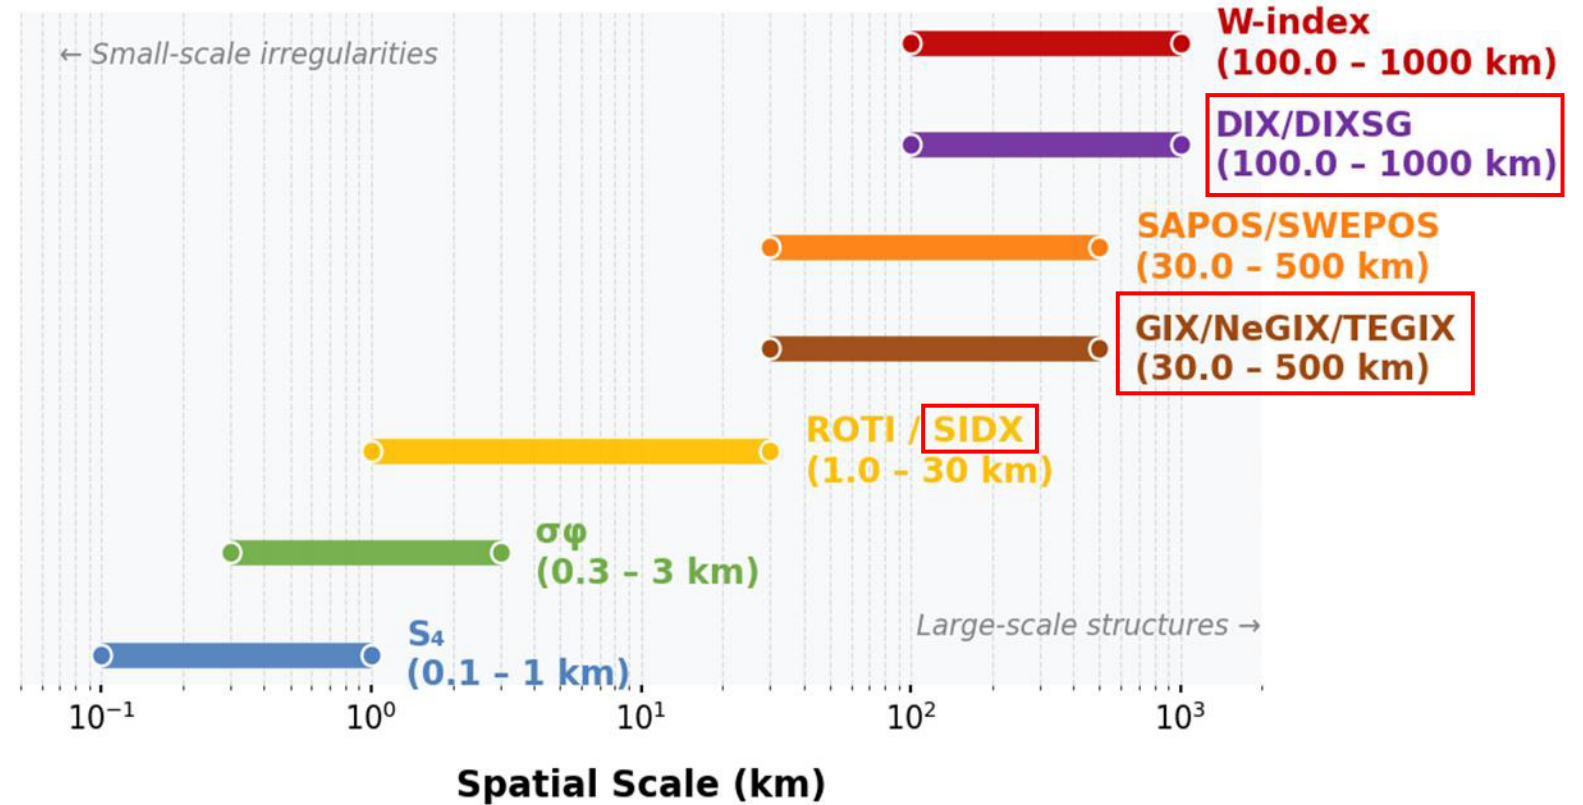 ← Small-scale irregularities
W-index
(100.0 – 1000 km)
DIX/DIXSG
(100.0 – 1000 km)
SAPOS/SWEPOS
(30.0 – 500 km)
GIX/NeGIX/TEGIX
(30.0 – 500 km)
ROTI / SIDX
(1.0 – 30 km)
σφ
(0.3 – 3 km)
S₄
(0.1 – 1 km)
Large-scale structures →
10⁻¹ 10⁰ 10¹ 10² 10³
Spatial Scale (km)